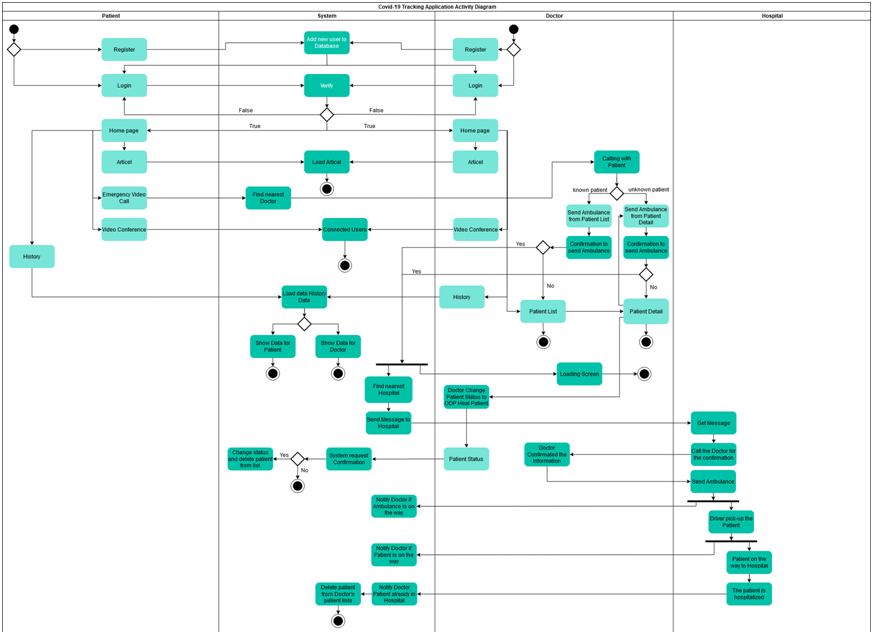 Covid-19 Tracking Application Activity Diagram
Patient
System
Doctor
Hospital
Register
Add new user to
Database
Register
Login
Verify
Login
False
False
True
True
Home page
Home page
Articel
Load Articel
Articel
Calling with
Patient
known patient
unknown patient
Emergency Video
Call
Find nearest
Doctor
Send Ambulance
from Patient List
Send Ambulance
from Patient
Detail
Video Conference
Connected Users
Video Conference
Confirmation to
send Ambulance
Confirmation to
send Ambulance
Yes
History
Yes
No
No
Load data History
Data
History
Patient List
Patient Detail
Show Data for
Patient
Show Data for
Doctor
Find nearest
Hospital
Loading Screen
Doctor Change
Patient Status to
ODP Heal Patient
Send Message to
Hospital
Get Message
Change status
and delete patient
from list
Yes
No
System request
Confirmation
Patient Status
Doctor
Confirmated the
Information
Call the Doctor for
the confirmation
Send Ambulance
Notify Doctor if
Ambulance is on
the way
Driver pick-up the
Patient
Notify Doctor if
Patient is on the
way
Patient on the
way to Hospital
Delete patient
from Doctor's
patient lists
Notify Doctor
Patient already in
Hospital
The patient is
hospitalized